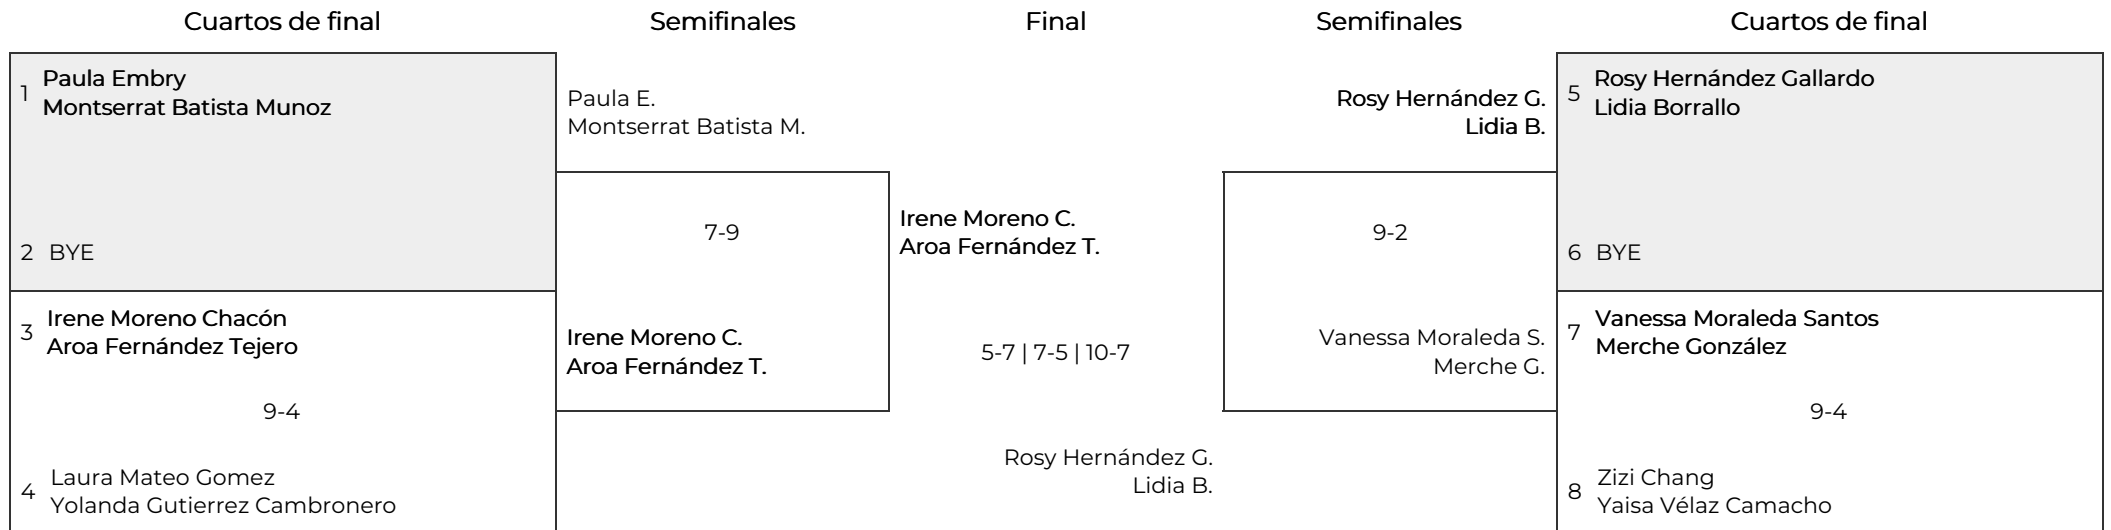 Cuartos de final
Semifinales
Final
Semifinales
Cuartos de final
1
Paula Embry
Montserrat Batista Munoz
2 BYE
3
Irene Moreno Chacón
Aroa Fernández Tejero
9-4
4
Laura Mateo Gomez
Yolanda Gutierrez Cambronero
Paula E.
Montserrat Batista M.
7-9
Irene Moreno C.
Aroa Fernández T.
Irene Moreno C.
Aroa Fernández T.
5-7 | 7-5 | 10-7
Rosy Hernández G.
Lidia B.
Rosy Hernández G.
Lidia B.
9-2
Vanessa Moraleda S.
Merche G.
5
Rosy Hernández Gallardo
Lidia Borrallo
6 BYE
7
Vanessa Moraleda Santos
Merche González
9-4
8
Zizi Chang
Yaisa Vélaz Camacho